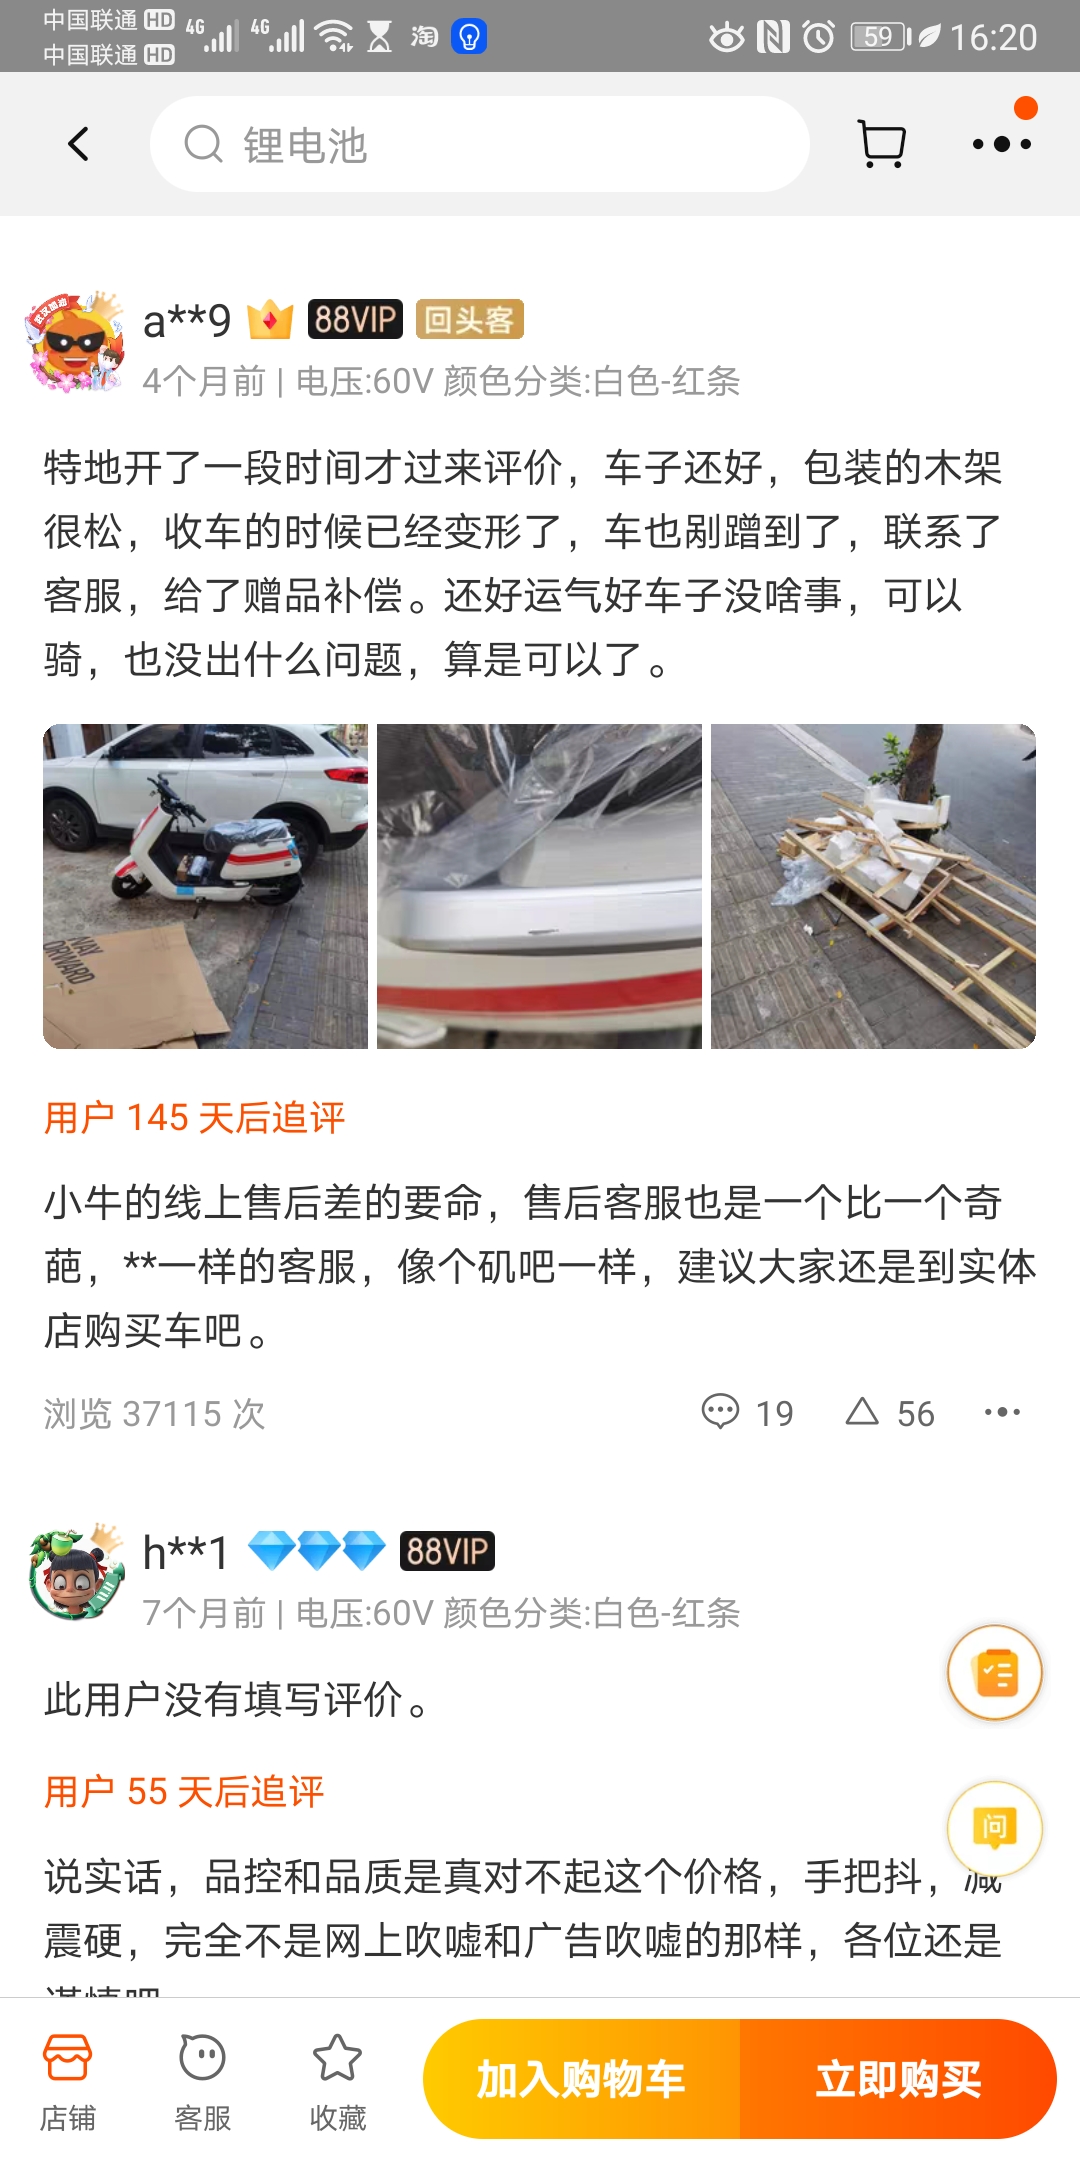 中国联通 HD 4G 4G 淘 59 16:20
中国联通 HD
锂电池
武汉加油
a**9 88VIP 回头客
4个月前 | 电压:60V 颜色分类:白色-红条
特地开了一段时间才过来评价，车子还好，包装的木架
很松，收车的时候已经变形了，车也剐蹭到了，联系了
客服，给了赠品补偿。还好运气好车子没啥事，可以
骑，也没出什么问题，算是可以了。
WAY
ORWARD
用户 145 天后追评
小牛的线上售后差的要命，售后客服也是一个比一个奇
葩，**一样的客服，像个矶吧一样，建议大家还是到实体
店购买车吧。
浏览 37115 次 19 56
h**1 88VIP
7个月前 | 电压:60V 颜色分类:白色-红条
此用户没有填写评价。
用户 55 天后追评
问
说实话，品控和品质是真对不起这个价格，手把抖，减
震硬，完全不是网上吹嘘和广告吹嘘的那样，各位还是
谨慎吧
店铺 客服 收藏 加入购物车 立即购买